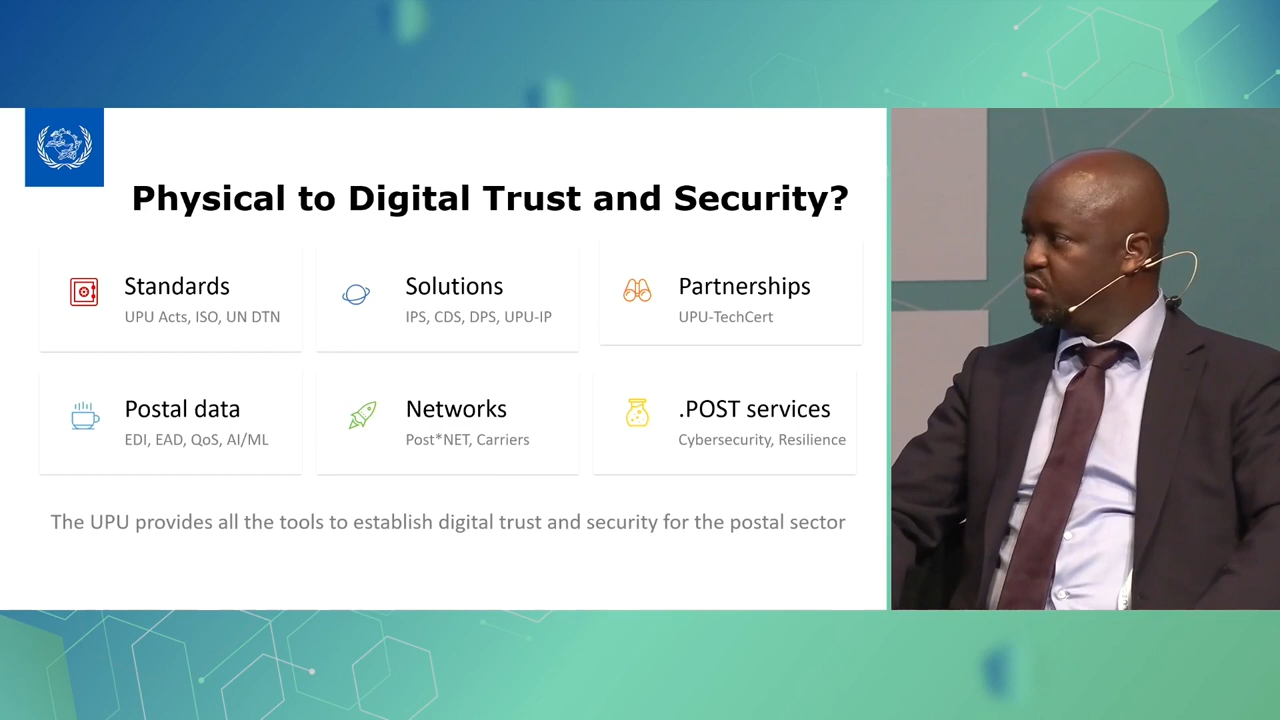 Physical to Digital Trust and Security?
Standards
UPU Acts, ISO, UN DTN
Solutions
IPS, CDS, DPS, UPU-IP
Partnerships
UPU-TechCert
Postal data
EDI, EAD, QoS, AI/ML
Networks
Post*NET, Carriers
.POST services
Cybersecurity, Resilience
The UPU provides all the tools to establish digital trust and security for the postal sector